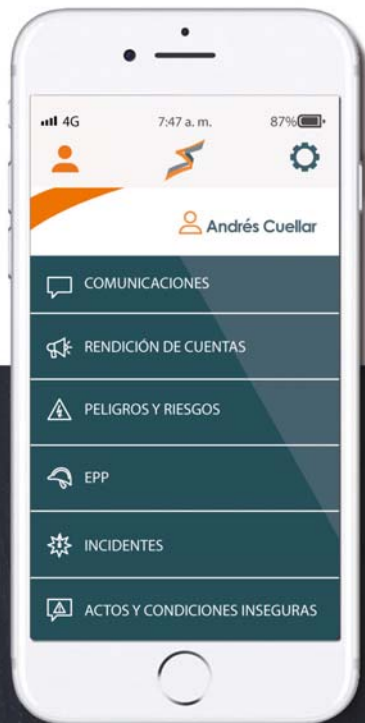 4G 7:47 a. m. 87%
Andrés Cuellar
COMUNICACIONES
RENDICIÓN DE CUENTAS
PELIGROS Y RIESGOS
EPP
INCIDENTES
ACTOS Y CONDICIONES INSEGURAS